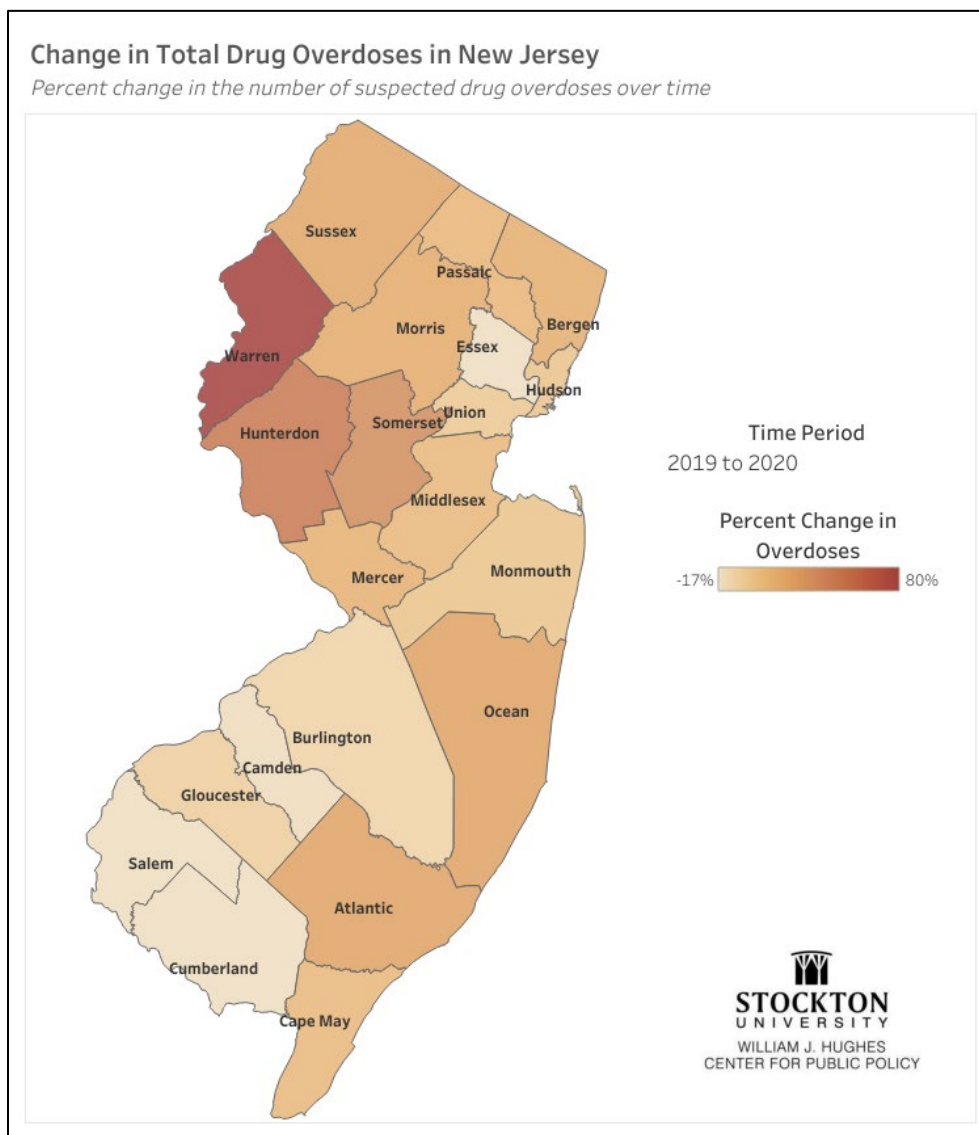 Change in Total Drug Overdoses in New Jersey
Percent change in the number of suspected drug overdoses over time
Sussex
Passaic
Bergen
Morris
Essex
Warren
Hudson
Union
Somerset
Hunterdon
Time Period
2019 to 2020
Middlesex
Percent Change in
Overdoses
-17% 80%
Monmouth
Mercer
Ocean
Burlington
Camden
Gloucester
Salem
Atlantic
Cumberland
Cape May
STOCKTON
UNIVERSITY
WILLIAM J. HUGHES
CENTER FOR PUBLIC POLICY